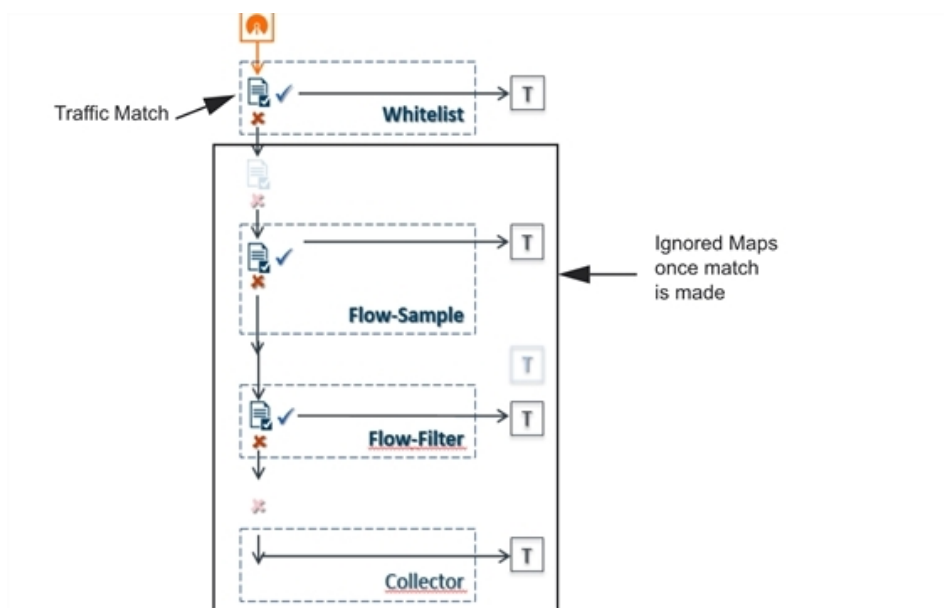 T
Traffic Match
Whitelist
T
Ignored Maps
once match
is made
Flow-Sample
T
T
Flow-Filter
T
Collector